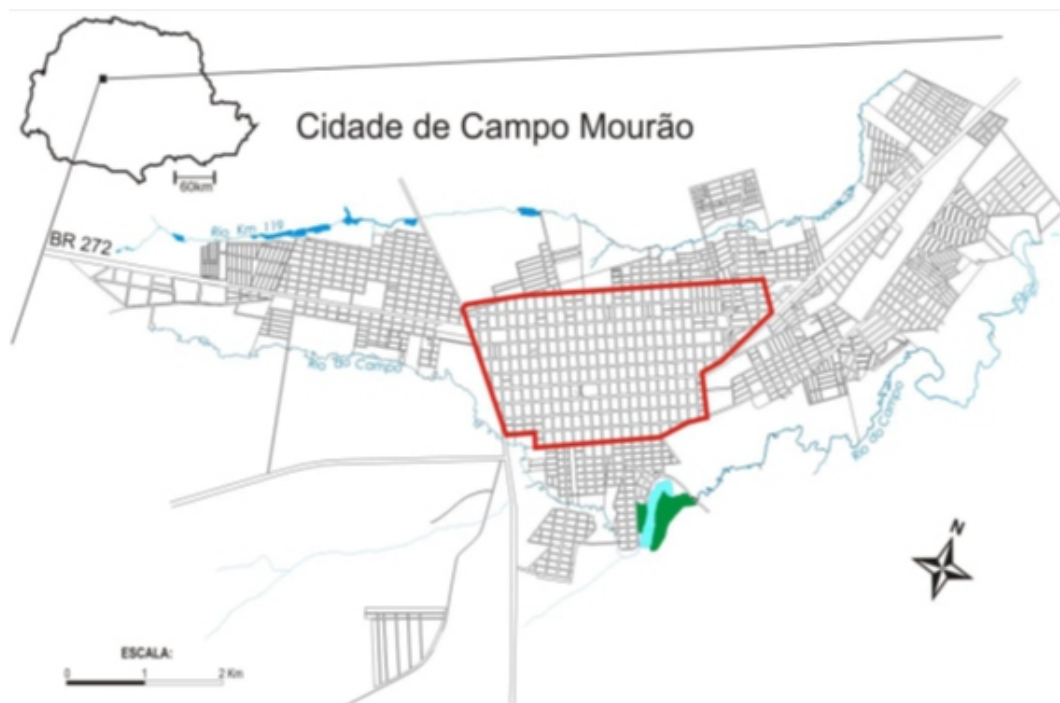 Cidade de Campo Mourão
60km
Rio Km 119
BR 272
Rio do Campo
Rio do Campo
N
ESCALA:
0 1 2 Km